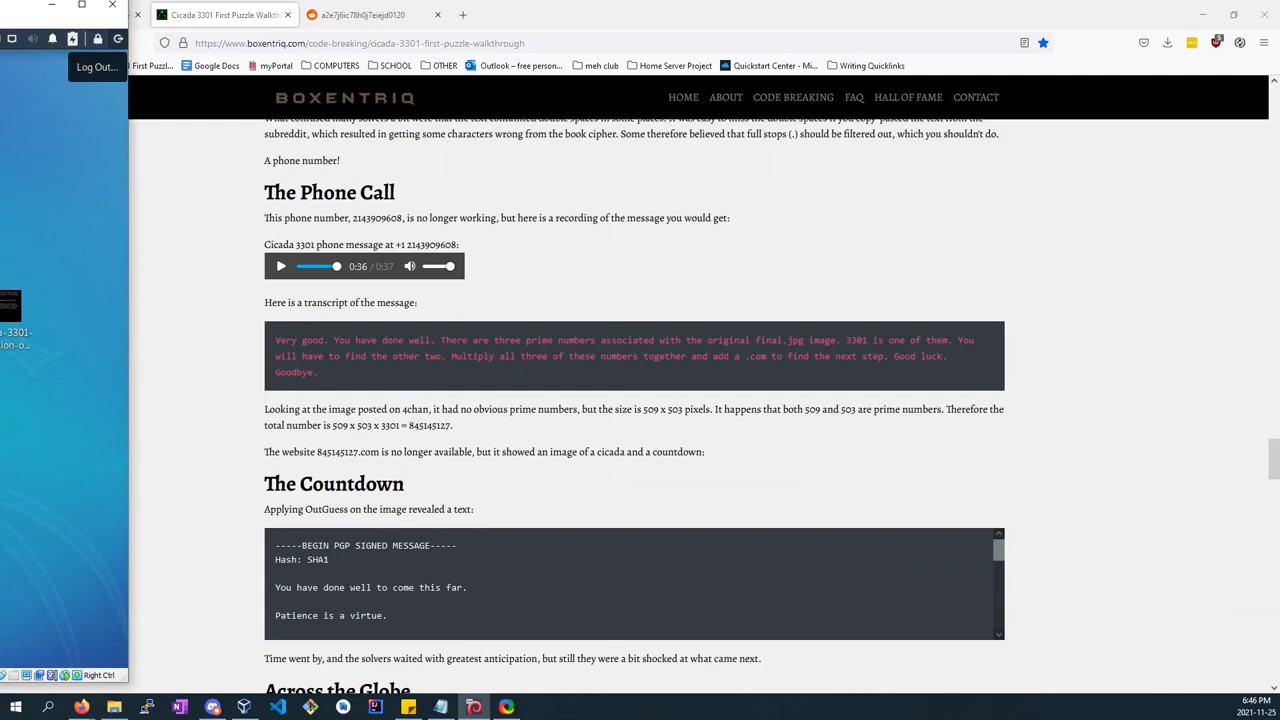 Cicada 3301 First Puzzle Walkth
a2e7j6ic78h0j7eiejd0120
https://www.boxentriq.com/code-breaking/cicada-3301-first-puzzle-walkthrough
Log Out...
First Puzzle...
Google Docs
myPortal
COMPUTERS
SCHOOL
OTHER
Outlook – free person...
meh club
Home Server Project
Quickstart Center - Mi...
Writing Quicklinks
BOXENTRIQ
HOME
ABOUT
CODE BREAKING
FAQ
HALL OF FAME
CONTACT
subreddit, which resulted in getting some characters wrong from the book cipher. Some therefore believed that full stops (.) should be filtered out, which you shouldn't do.
A phone number!
The Phone Call
This phone number, 2143909608, is no longer working, but here is a recording of the message you would get:
Cicada 3301 phone message at +1 2143909608:
0:36 / 0:37
Here is a transcript of the message:
Very good. You have done well. There are three prime numbers associated with the original final.jpg image. 3301 is one of them. You
will have to find the other two. Multiply all three of these numbers together and add a .com to find the next step. Good luck.
Goodbye.
Looking at the image posted on 4chan, it had no obvious prime numbers, but the size is 509 x 503 pixels. It happens that both 509 and 503 are prime numbers. Therefore the
total number is 509 x 503 x 3301 = 845145127.
The website 845145127.com is no longer available, but it showed an image of a cicada and a countdown:
The Countdown
Applying OutGuess on the image revealed a text:
-----BEGIN PGP SIGNED MESSAGE-----
Hash: SHA1
You have done well to come this far.
Patience is a virtue.
Time went by, and the solvers waited with greatest anticipation, but still they were a bit shocked at what came next.
Across the Globe
a-3301-
ion-o...
Right Ctrl
6:46 PM
2021-11-25